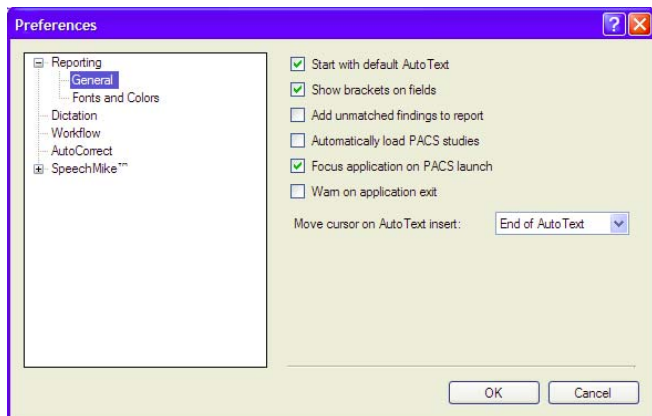 Preferences
Reporting
General
Fonts and Colors
Dictation
Workflow
AutoCorrect
SpeechMike™
Start with default AutoText
Show brackets on fields
Add unmatched findings to report
Automatically load PACS studies
Focus application on PACS launch
Warn on application exit
Move cursor on AutoText insert: End of AutoText
OK Cancel